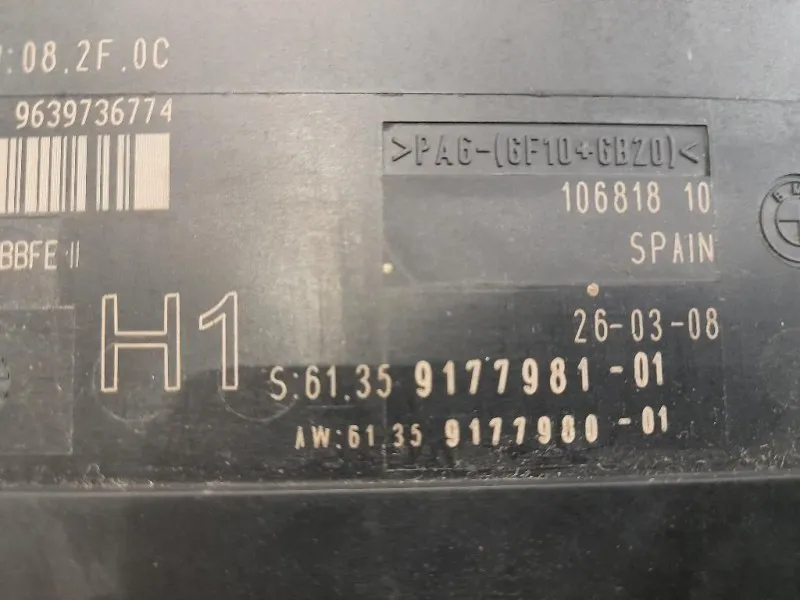 :08.2F.0C
9639736774
>PA6-(GF10+GB20)<
106818 10
SPAIN
BBFE II
26-03-08
H1
S:61.35 9177981-01
AW:61.35 9177980-01